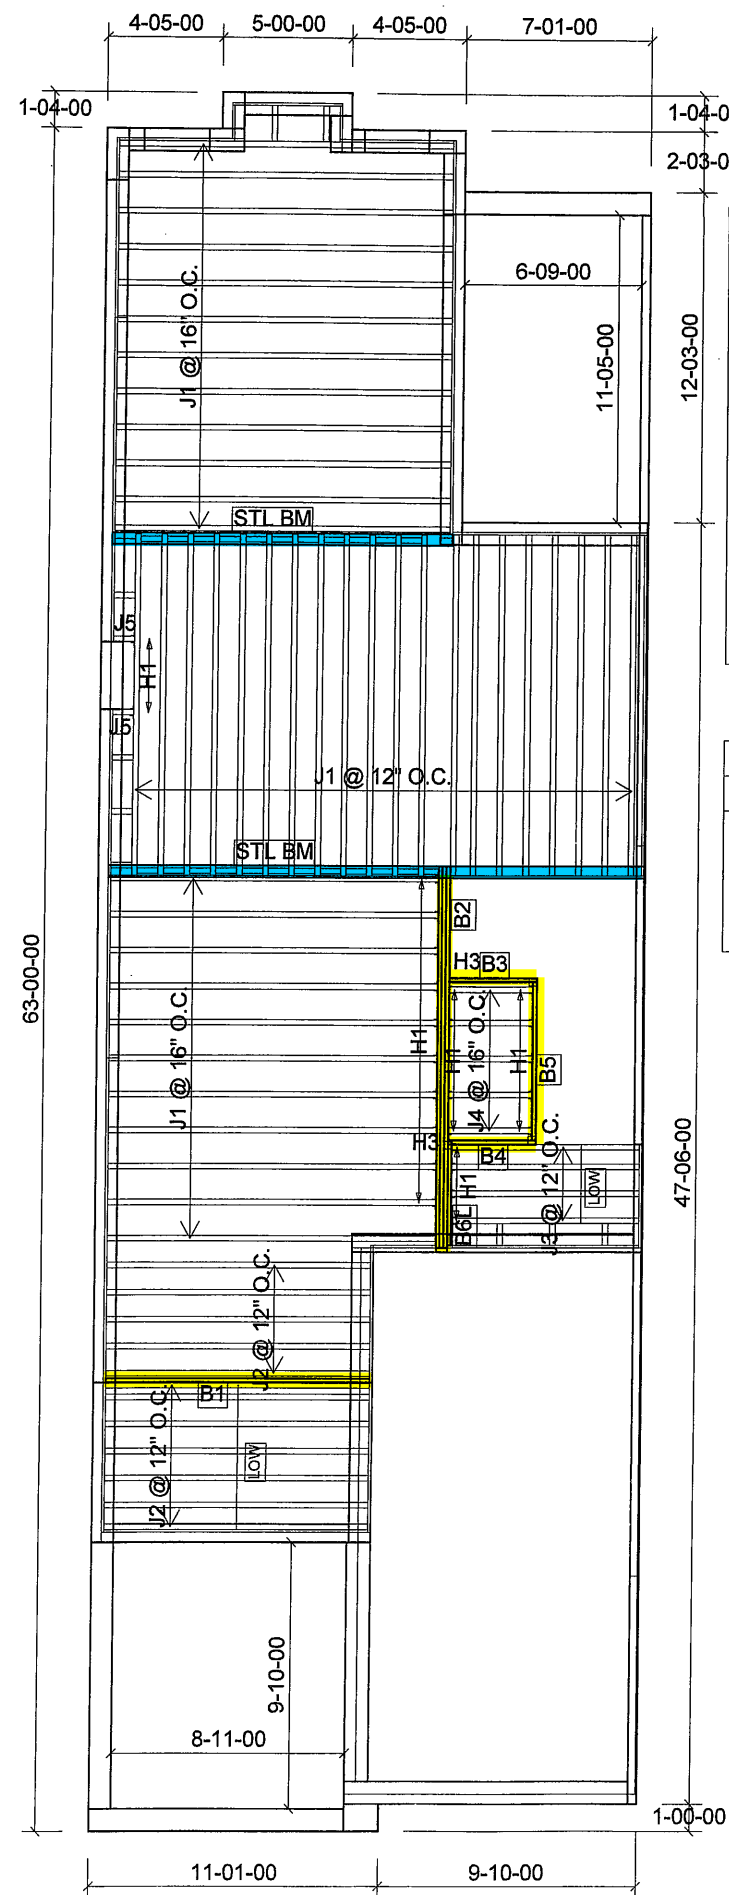 4-05-00
5-00-00
4-05-00
7-01-00
1-04-00
1-04-0
2-03-0
J1 @ 16" O.C.
6-09-00
11-05-00
12-03-00
STL BM
J5
H1
J5
J1 @ 12" O.C.
STL BM
63-00-00
B2
H3
B3
J1 @ 16" O.C.
H1
H1
J4 @ 16" O.C.
H1
B5
H3
B4
47-06-00
H1
B6L
J3 @ 12" O.C.
LOW
J2 @ 12" O.C.
B1
J2 @ 12" O.C.
LOW
9-10-00
8-11-00
1-00-00
11-01-00
9-10-00